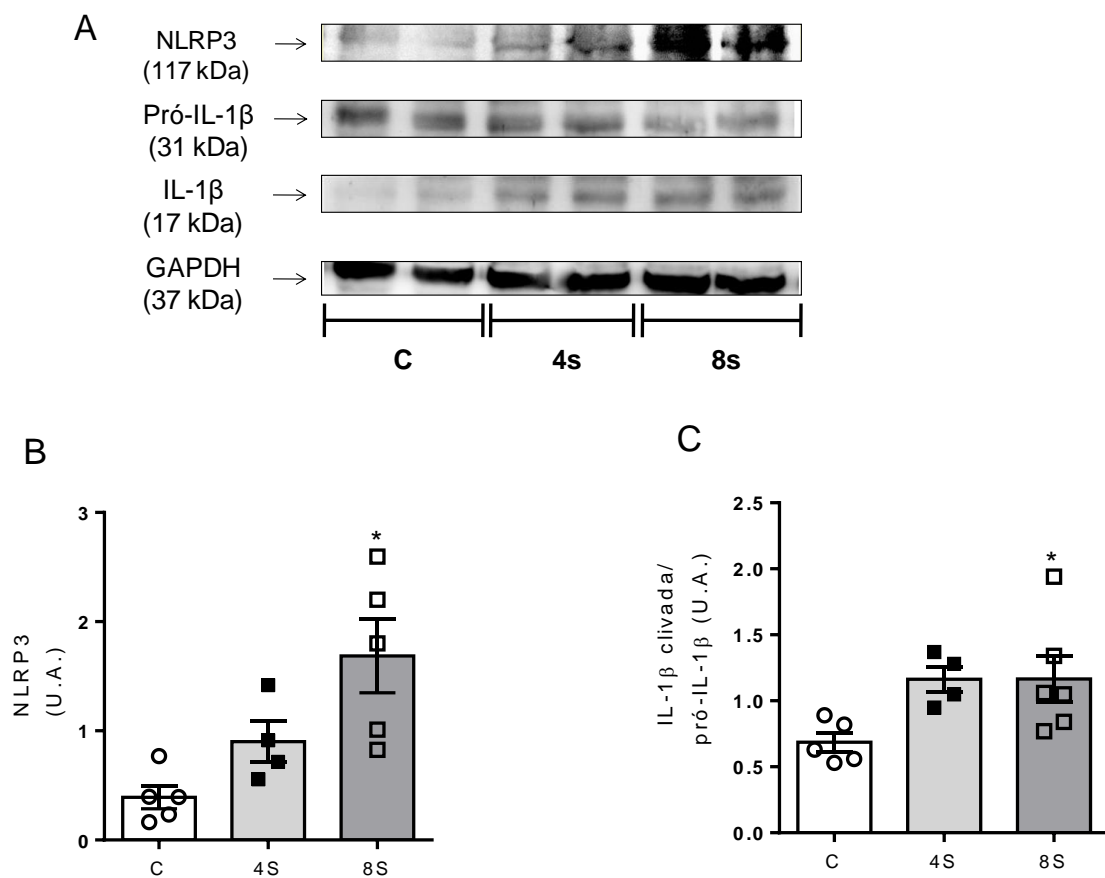 A
NLRP3
(117 kDa)
Pró-IL-1β
(31 kDa)
IL-1β
(17 kDa)
GAPDH
(37 kDa)
C 4s 8s
B
NLRP3
(U.A.)
3
2
1
0
*
C 4S 8S
C
IL-1β clivada/
pró-IL-1β (U.A.)
2.5
2.0
1.5
1.0
0.5
0.0
*
C 4S 8S